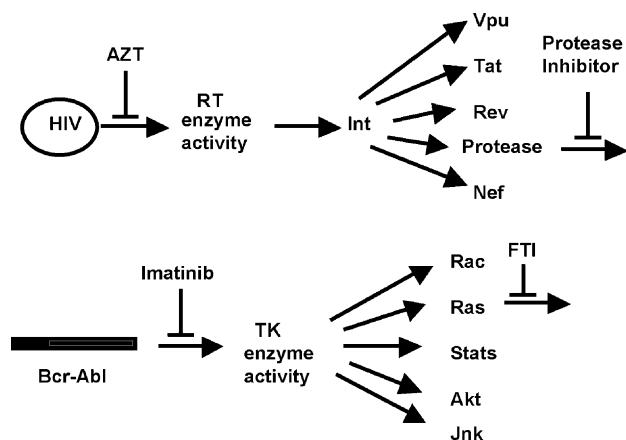 Vpu
AZT
Protease
Inhibitor
Tat
HIV
RT
enzyme
activity
Int
Rev
Protease
Nef
Imatinib
Rac
FTI
Ras
TK
enzyme
activity
Stats
Bcr-Abl
Akt
Jnk